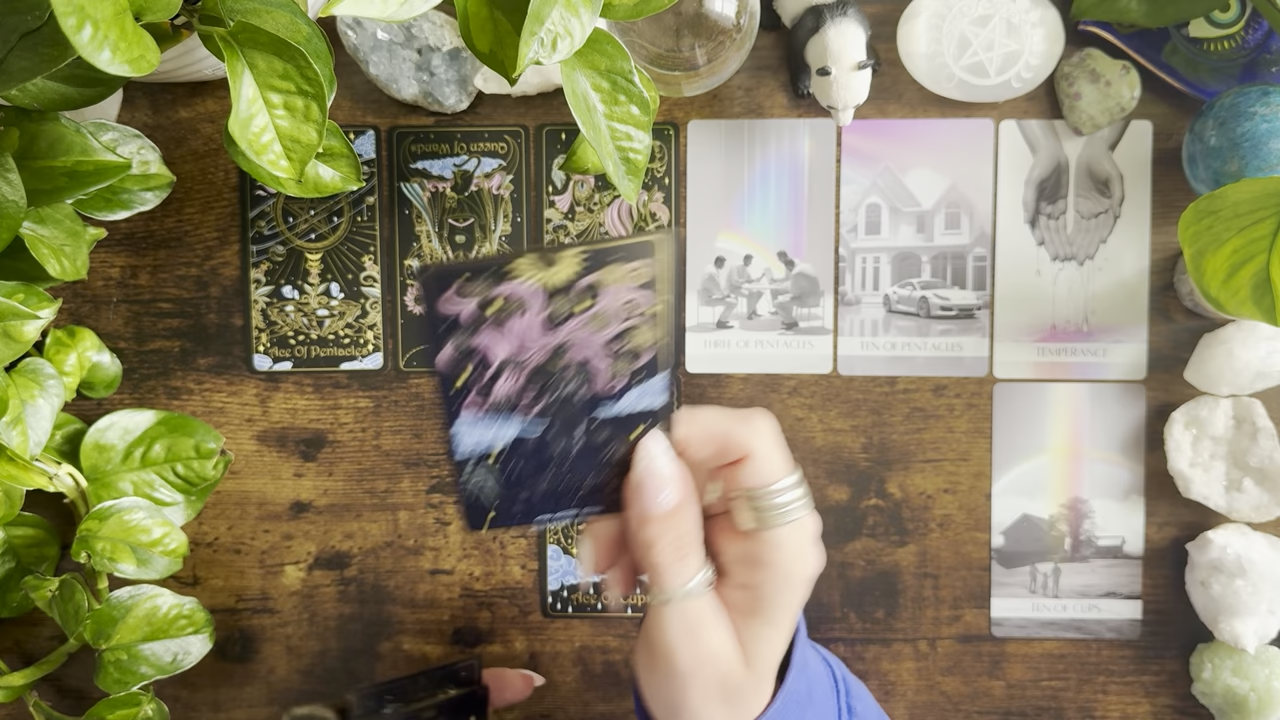 Queen Of Wands
Ace Of Pentacles
THREE OF PENTACLES
TEN OF PENTACLES
TEMPERANCE
Ace Of Cups
TEN OF CUPS